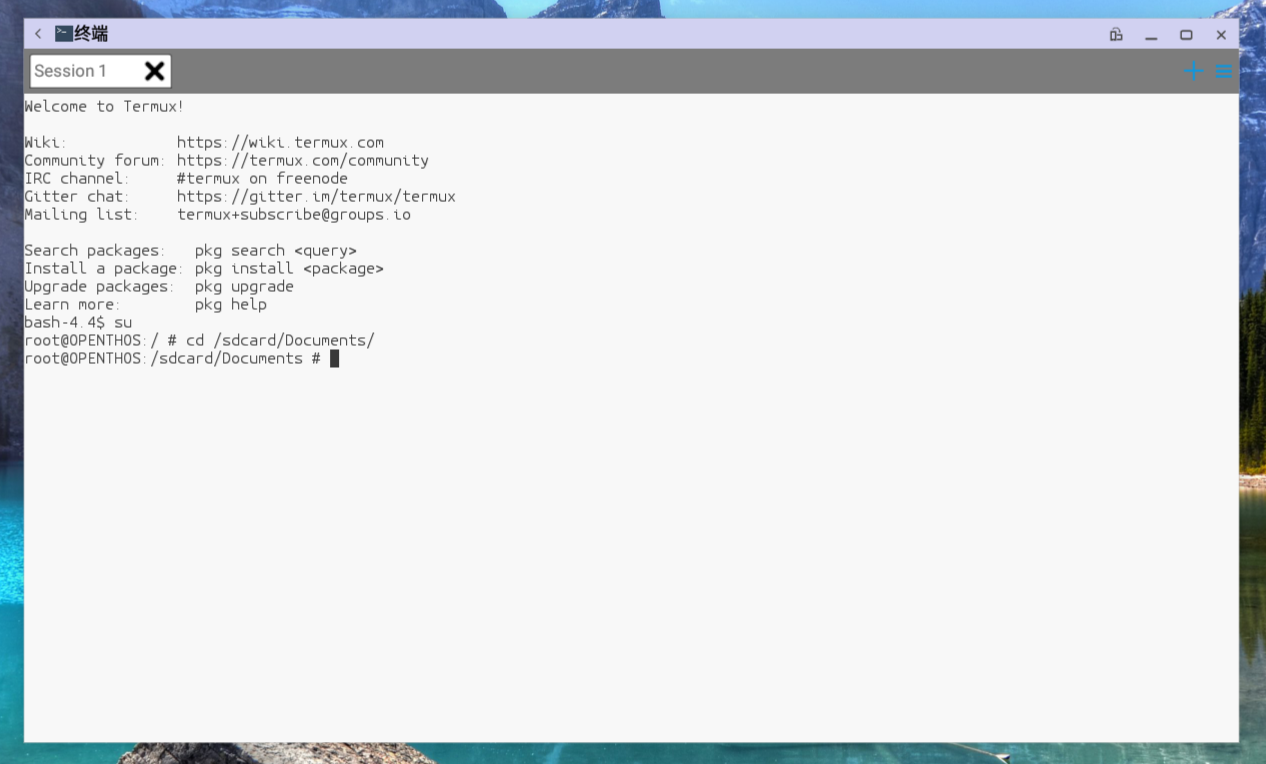 终端
Session 1
Welcome to Termux!
Wiki: https://wiki.termux.com
Community forum: https://termux.com/community
IRC channel: #termux on freenode
Gitter chat: https://gitter.im/termux/termux
Mailing list: termux+subscribe@groups.io
Search packages: pkg search <query>
Install a package: pkg install <package>
Upgrade packages: pkg upgrade
Learn more: pkg help
bash-4.4$ su
root@OPENTHOS:/ # cd /sdcard/Documents/
root@OPENTHOS:/sdcard/Documents #